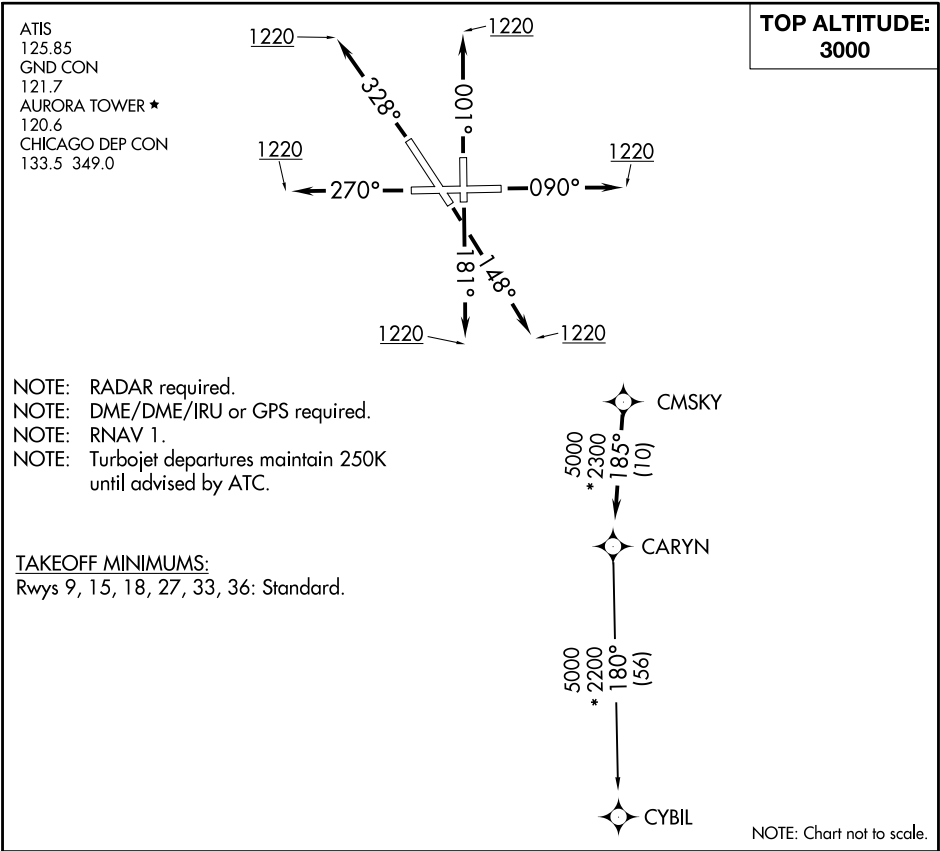 ATIS
125.85
GND CON
121.7
AURORA TOWER ★
120.6
CHICAGO DEP CON
133.5 349.0
TOP ALTITUDE:
3000
1220
1220
328°
001°
1220
1220
270°
090°
181°
148°
1220
1220
NOTE: RADAR required.
NOTE: DME/DME/IRU or GPS required.
NOTE: RNAV 1.
NOTE: Turbojet departures maintain 250K
until advised by ATC.
TAKEOFF MINIMUMS:
Rwys 9, 15, 18, 27, 33, 36: Standard.
CMSKY
5000
*2300
185°
(10)
CARYN
5000
*2200
180°
(56)
CYBIL
NOTE: Chart not to scale.